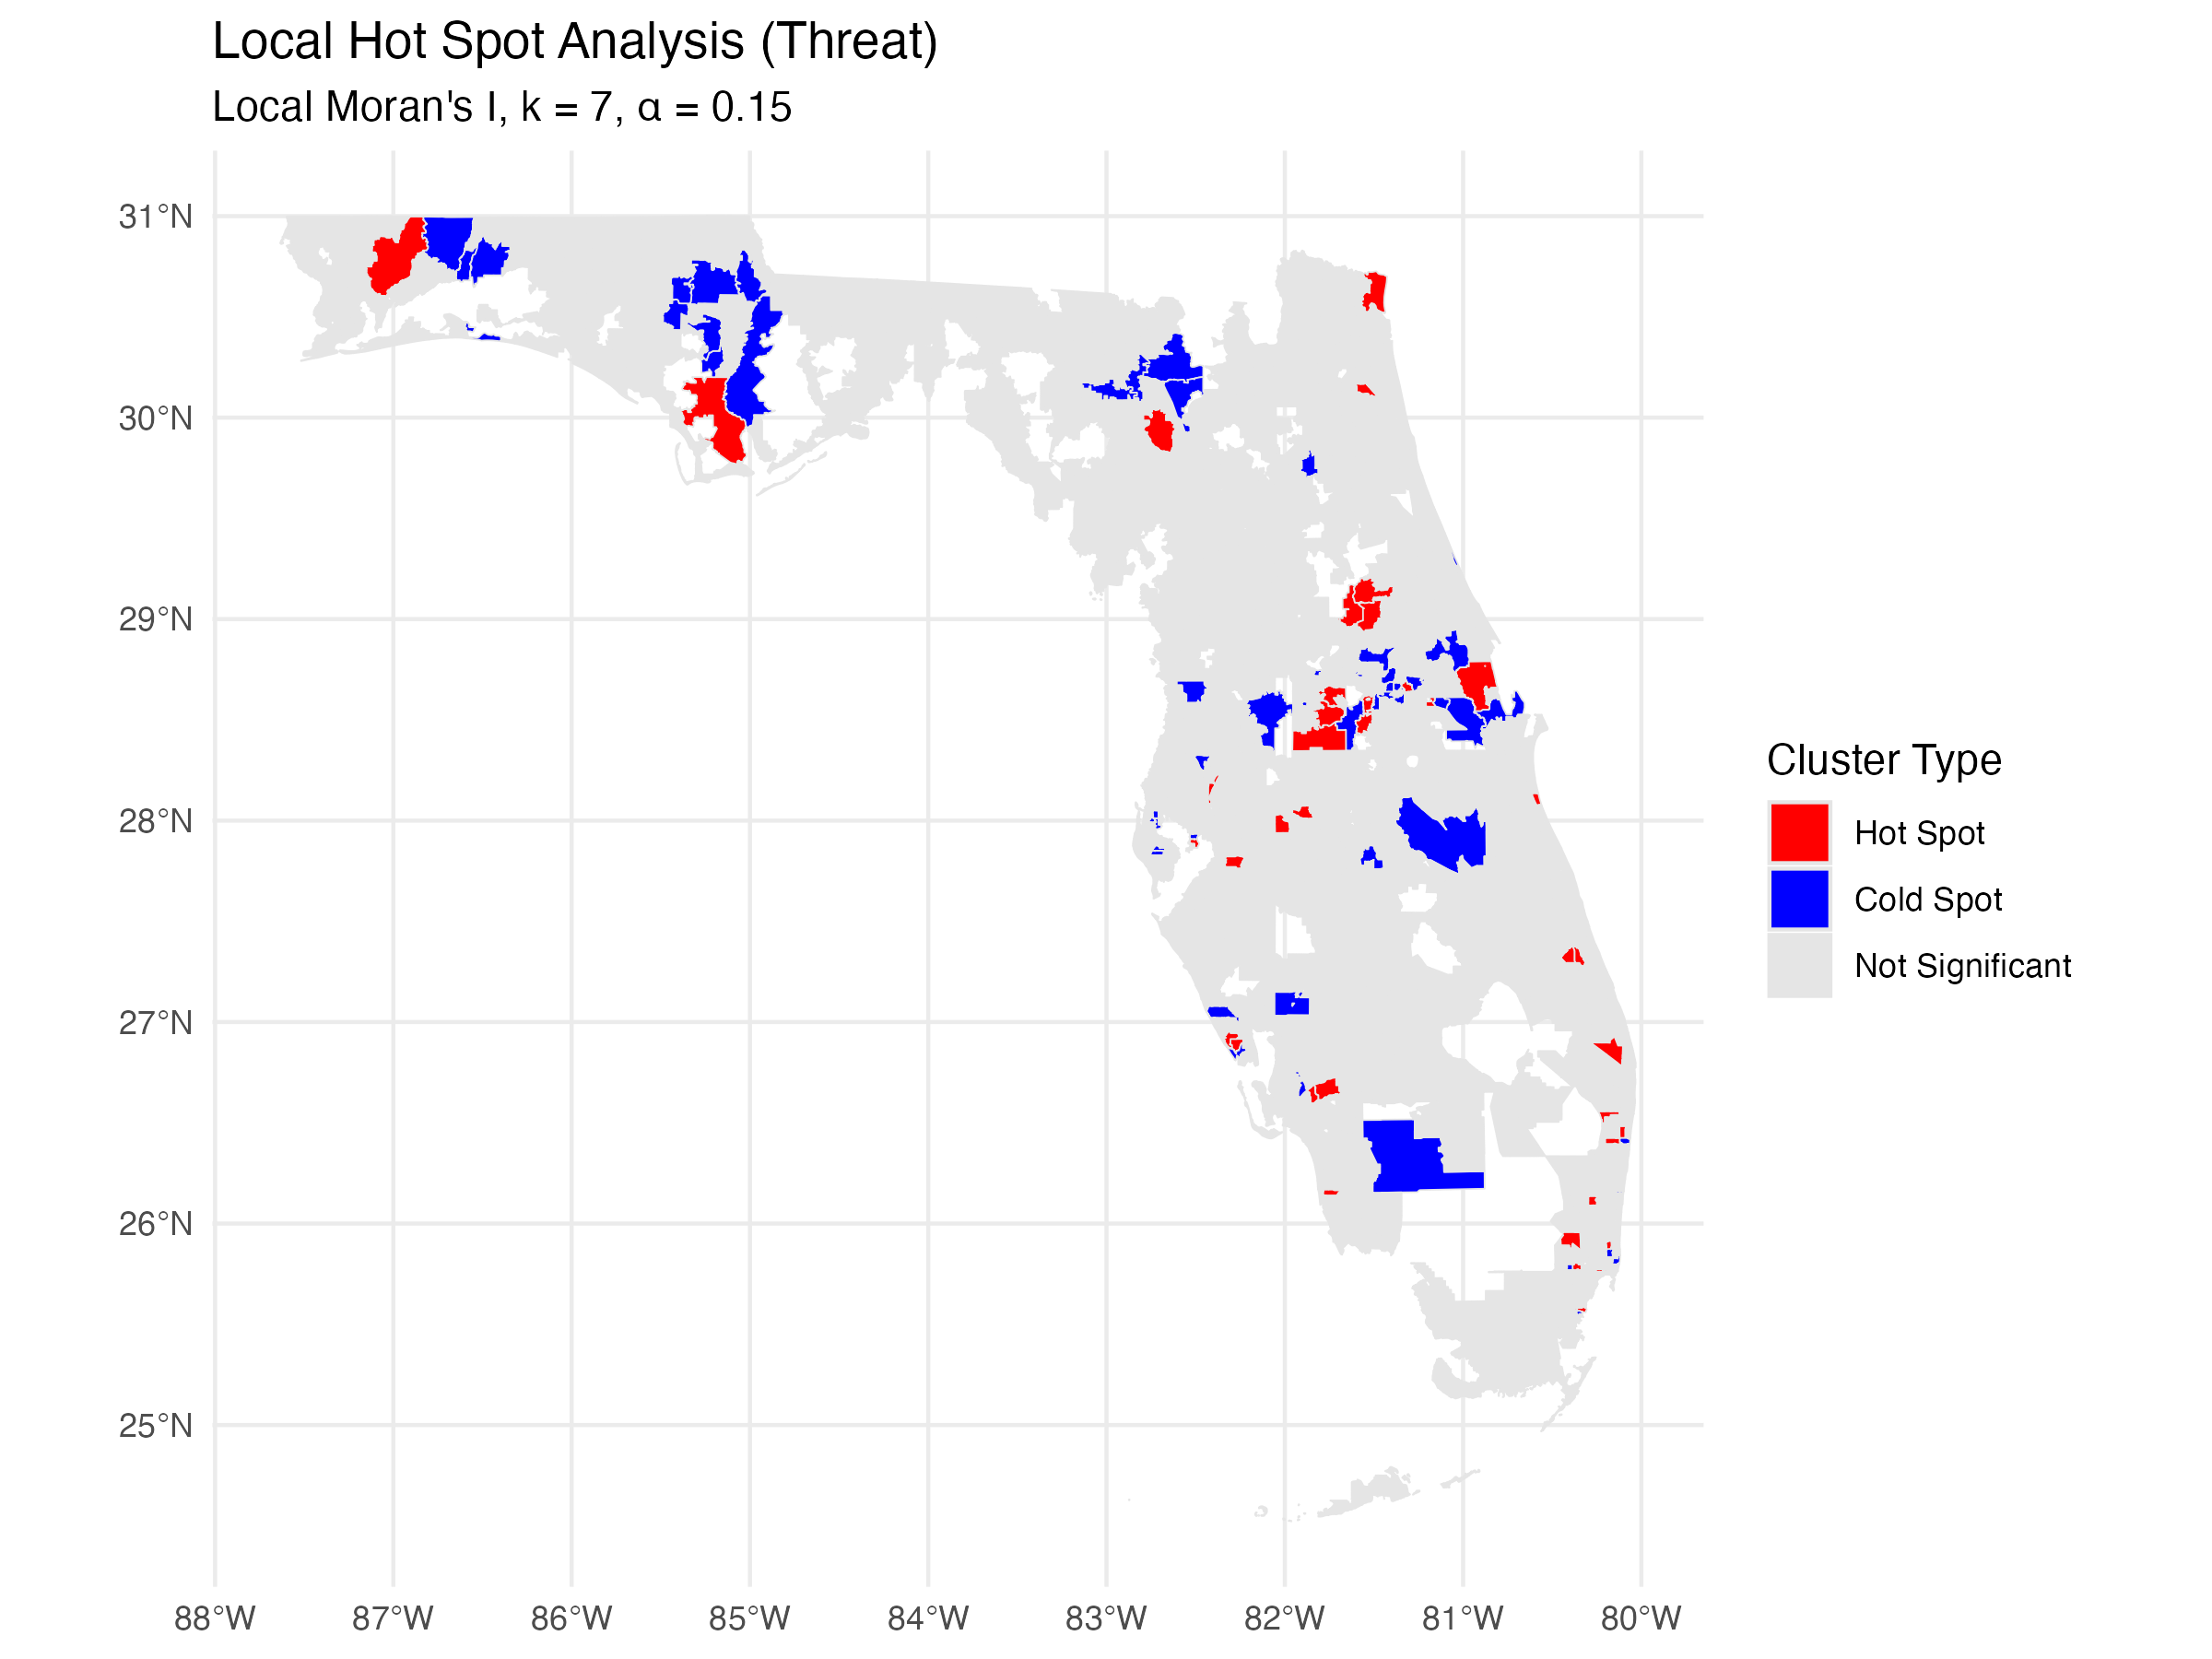 Local Hot Spot Analysis (Threat)
Local Moran's I, k = 7, α = 0.15
31°N
30°N
29°N
28°N
27°N
26°N
25°N
88°W
87°W
86°W
85°W
84°W
83°W
82°W
81°W
80°W
Cluster Type
Hot Spot
Cold Spot
Not Significant